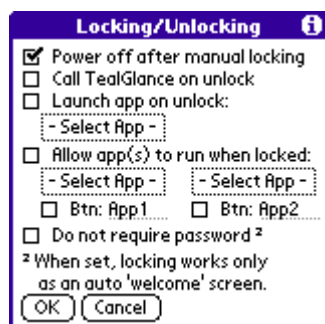 Locking/Unlocking i
Power off after manual locking
Call TealGlance on unlock
Launch app on unlock:
- Select App -
Allow app(s) to run when locked:
- Select App - - Select App -
Btn: App1 Btn: App2
Do not require password ²
² When set, locking works only
as an auto 'welcome' screen.
OK Cancel